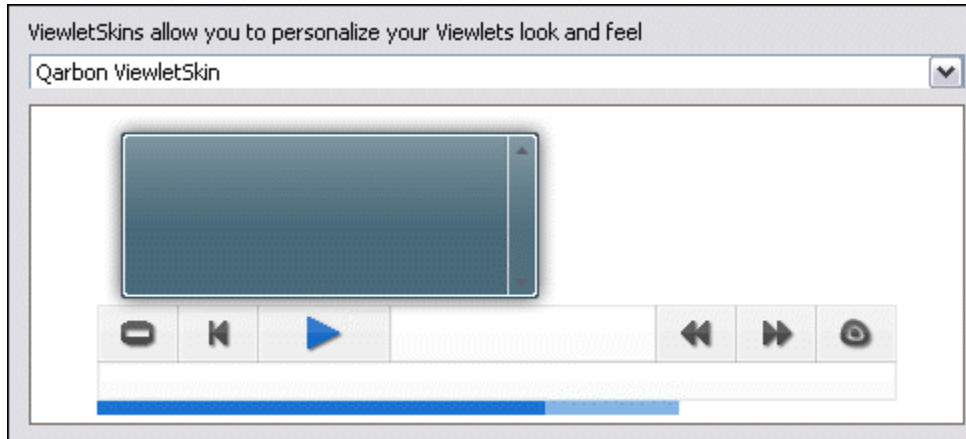 ViewletSkins allow you to personalize your Viewlets look and feel
Qarbon ViewletSkin